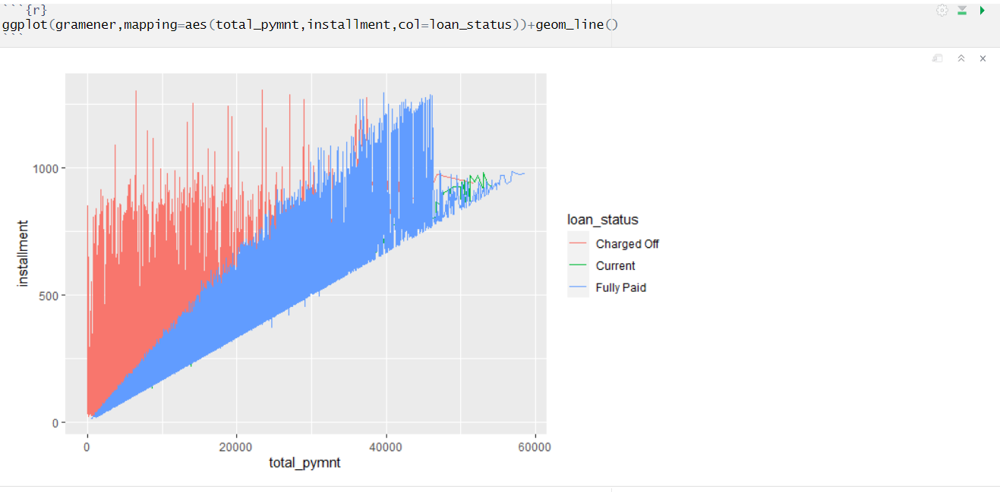 ```{r}
ggplot(gramener,mapping=aes(total_pymnt,installment,col=loan_status))+geom_line()
```
1000
500
0
installment
0 20000 40000 60000
total_pymnt
loan_status
Charged Off
Current
Fully Paid